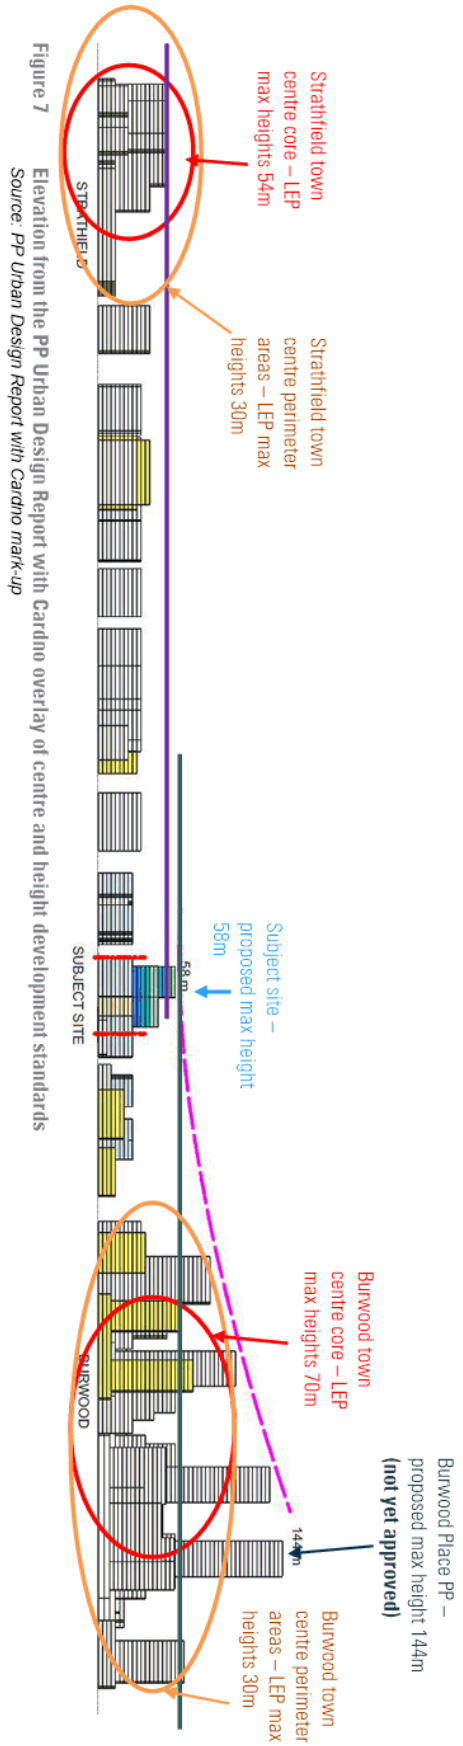 Strathfield town
centre core – LEP
max heights 54m
Strathfield town
centre perimeter
areas – LEP max
heights 30m
Subject site –
proposed max height
58m
Burwood town
centre core – LEP
max heights 70m
Burwood Place PP –
proposed max height 144m
(not yet approved)
Burwood town
centre perimeter
areas – LEP max
heights 30m
58 m
144m
STRATHFIELD
SUBJECT SITE
BURWOOD
Figure 7 Elevation from the PP Urban Design Report with Cardno overlay of centre and height development standards
Source: PP Urban Design Report with Cardno mark-up